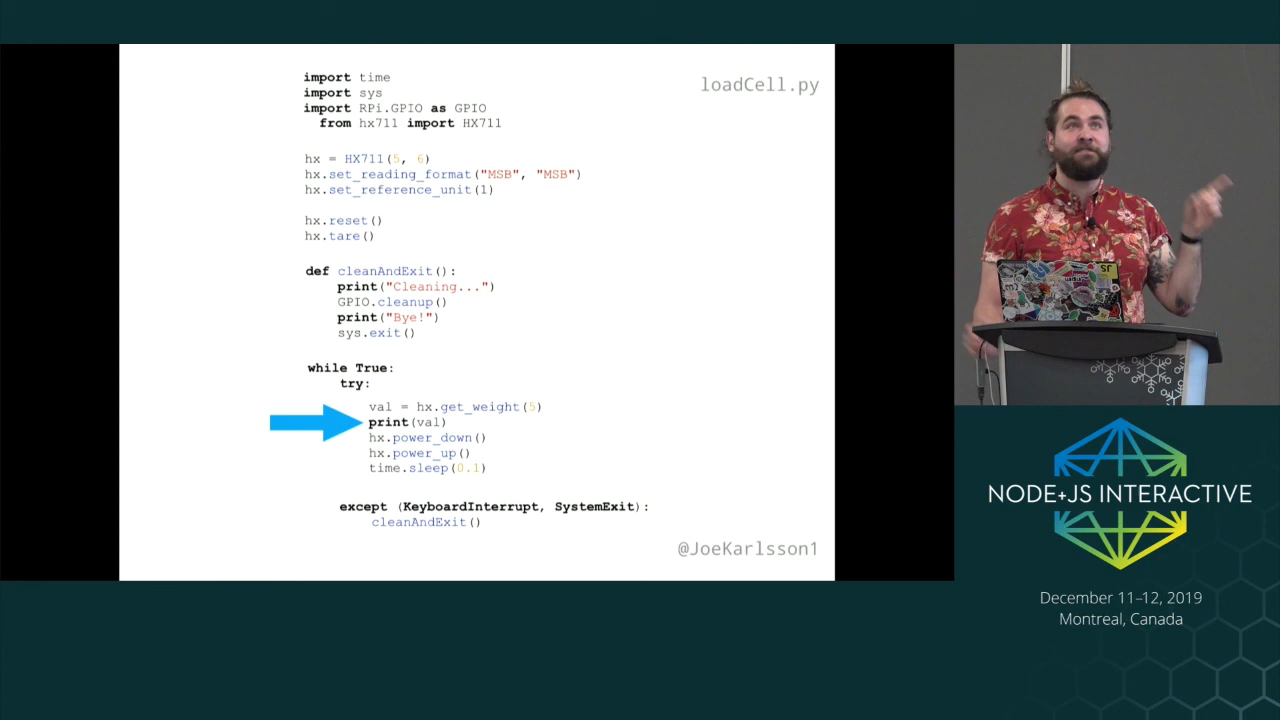 loadCell.py
import time
import sys
import RPi.GPIO as GPIO
from hx711 import HX711
hx = HX711(5, 6)
hx.set_reading_format("MSB", "MSB")
hx.set_reference_unit(1)
hx.reset()
hx.tare()
def cleanAndExit():
print("Cleaning...")
GPIO.cleanup()
print("Bye!")
sys.exit()
while True:
try:
val = hx.get_weight(5)
print(val)
hx.power_down()
hx.power_up()
time.sleep(0.1)
except (KeyboardInterrupt, SystemExit):
cleanAndExit()
@JoeKarlsson1
JS
NODE+JS INTERACTIVE
December 11–12, 2019
Montreal, Canada